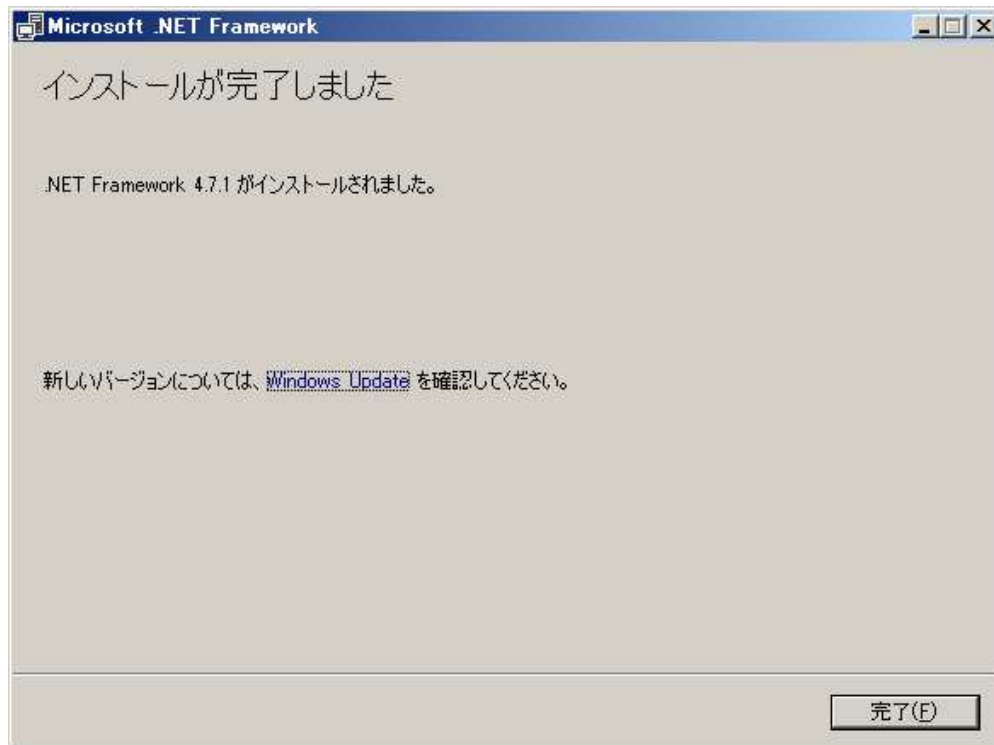 Microsoft .NET Framework
インストールが完了しました
.NET Framework 4.7.1 がインストールされました。
新しいバージョンについては、Windows Update を確認してください。
完了(F)